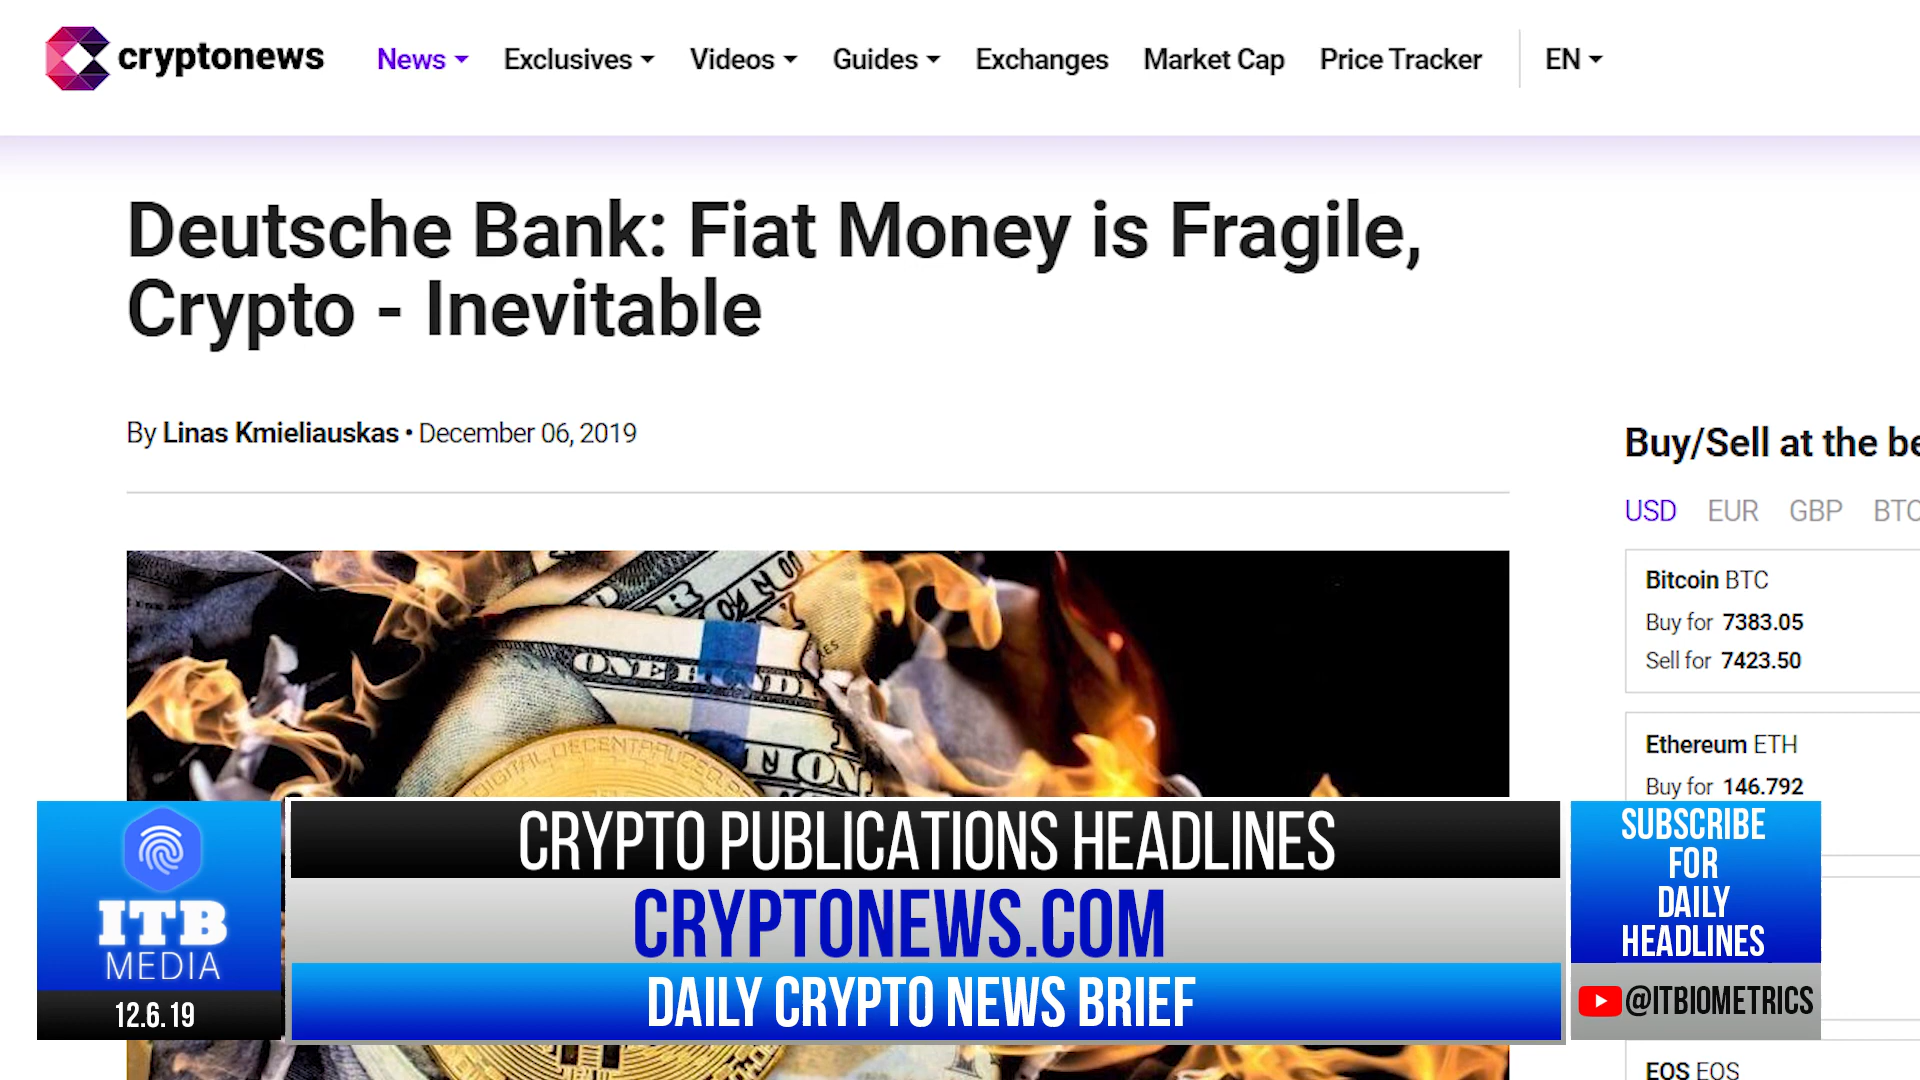 cryptonews
News
Exclusives
Videos
Guides
Exchanges
Market Cap
Price Tracker
EN
Deutsche Bank: Fiat Money is Fragile,
Crypto - Inevitable
By Linas Kmieliauskas • December 06, 2019
Buy/Sell at the
USD EUR GBP BTC
Bitcoin BTC
Buy for 7383.05
Sell for 7423.50
Ethereum ETH
Buy for 146.792
EOS EOS
ONE
DIGITAL DECENTRALIZED
ITB
MEDIA
12.6.19
CRYPTO PUBLICATIONS HEADLINES
CRYPTONEWS.COM
DAILY CRYPTO NEWS BRIEF
SUBSCRIBE
FOR
DAILY
HEADLINES
@ITBIOMETRICS